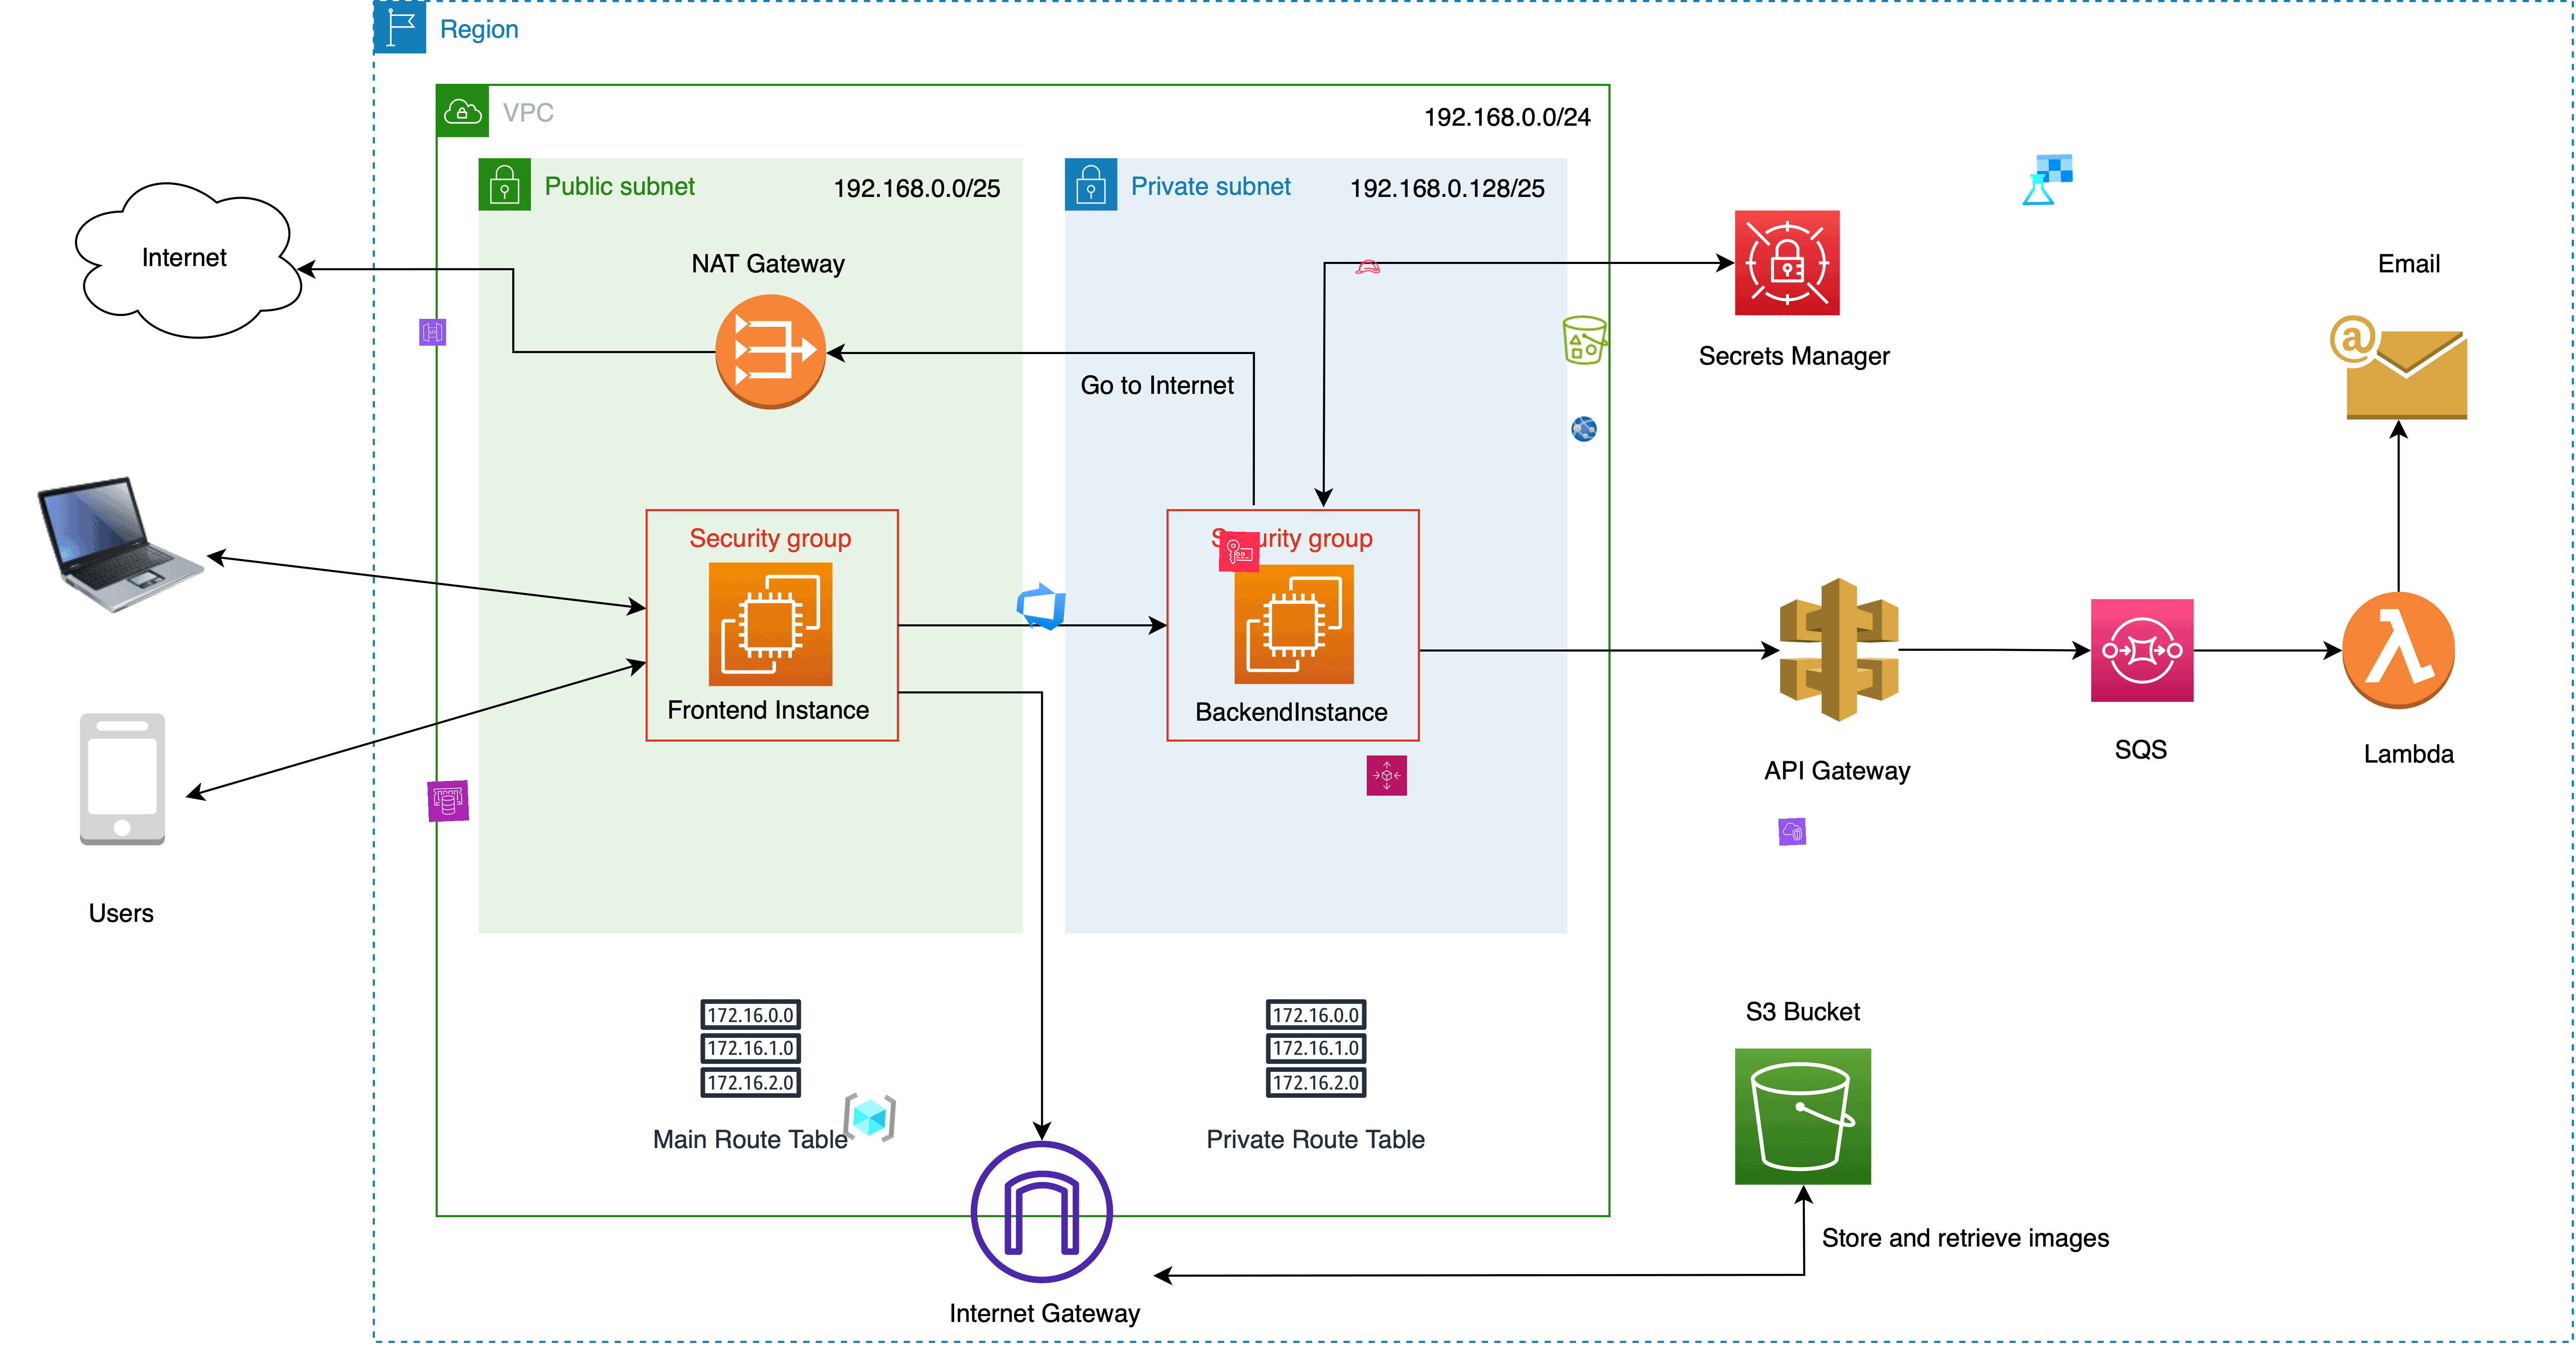 Region
VPC
192.168.0.0/24
Public subnet
192.168.0.0/25
Private subnet
192.168.0.128/25
Internet
NAT Gateway
Go to Internet
Secrets Manager
Email
@
Security group
Frontend Instance
Security group
BackendInstance
API Gateway
SQS
Lambda
Users
172.16.0.0
172.16.1.0
172.16.2.0
Main Route Table
172.16.0.0
172.16.1.0
172.16.2.0
Private Route Table
S3 Bucket
Store and retrieve images
Internet Gateway